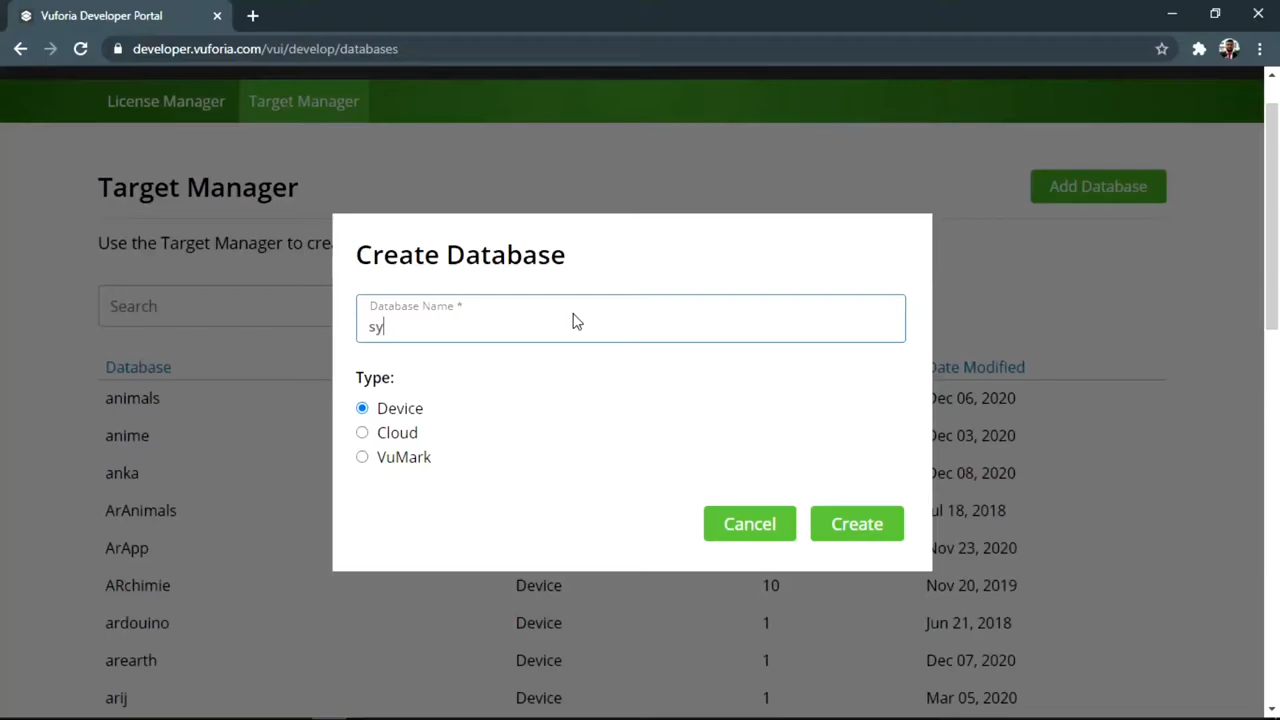 Vuforia Developer Portal
developer.vuforia.com/vui/develop/databases
License Manager Target Manager
Target Manager Add Database
Use the Target Manager to
Search
Create Database
Database Name *
sy
Type:
Device
Cloud
VuMark
Cancel Create
Database Date Modified
animals Dec 06, 2020
anime Dec 03, 2020
anka Dec 08, 2020
ArAnimals Jul 18, 2018
ArApp Nov 23, 2020
ARchimie Device 10 Nov 20, 2019
ardouino Device 1 Jun 21, 2018
arearth Device 1 Dec 07, 2020
arij Device 1 Mar 05, 2020